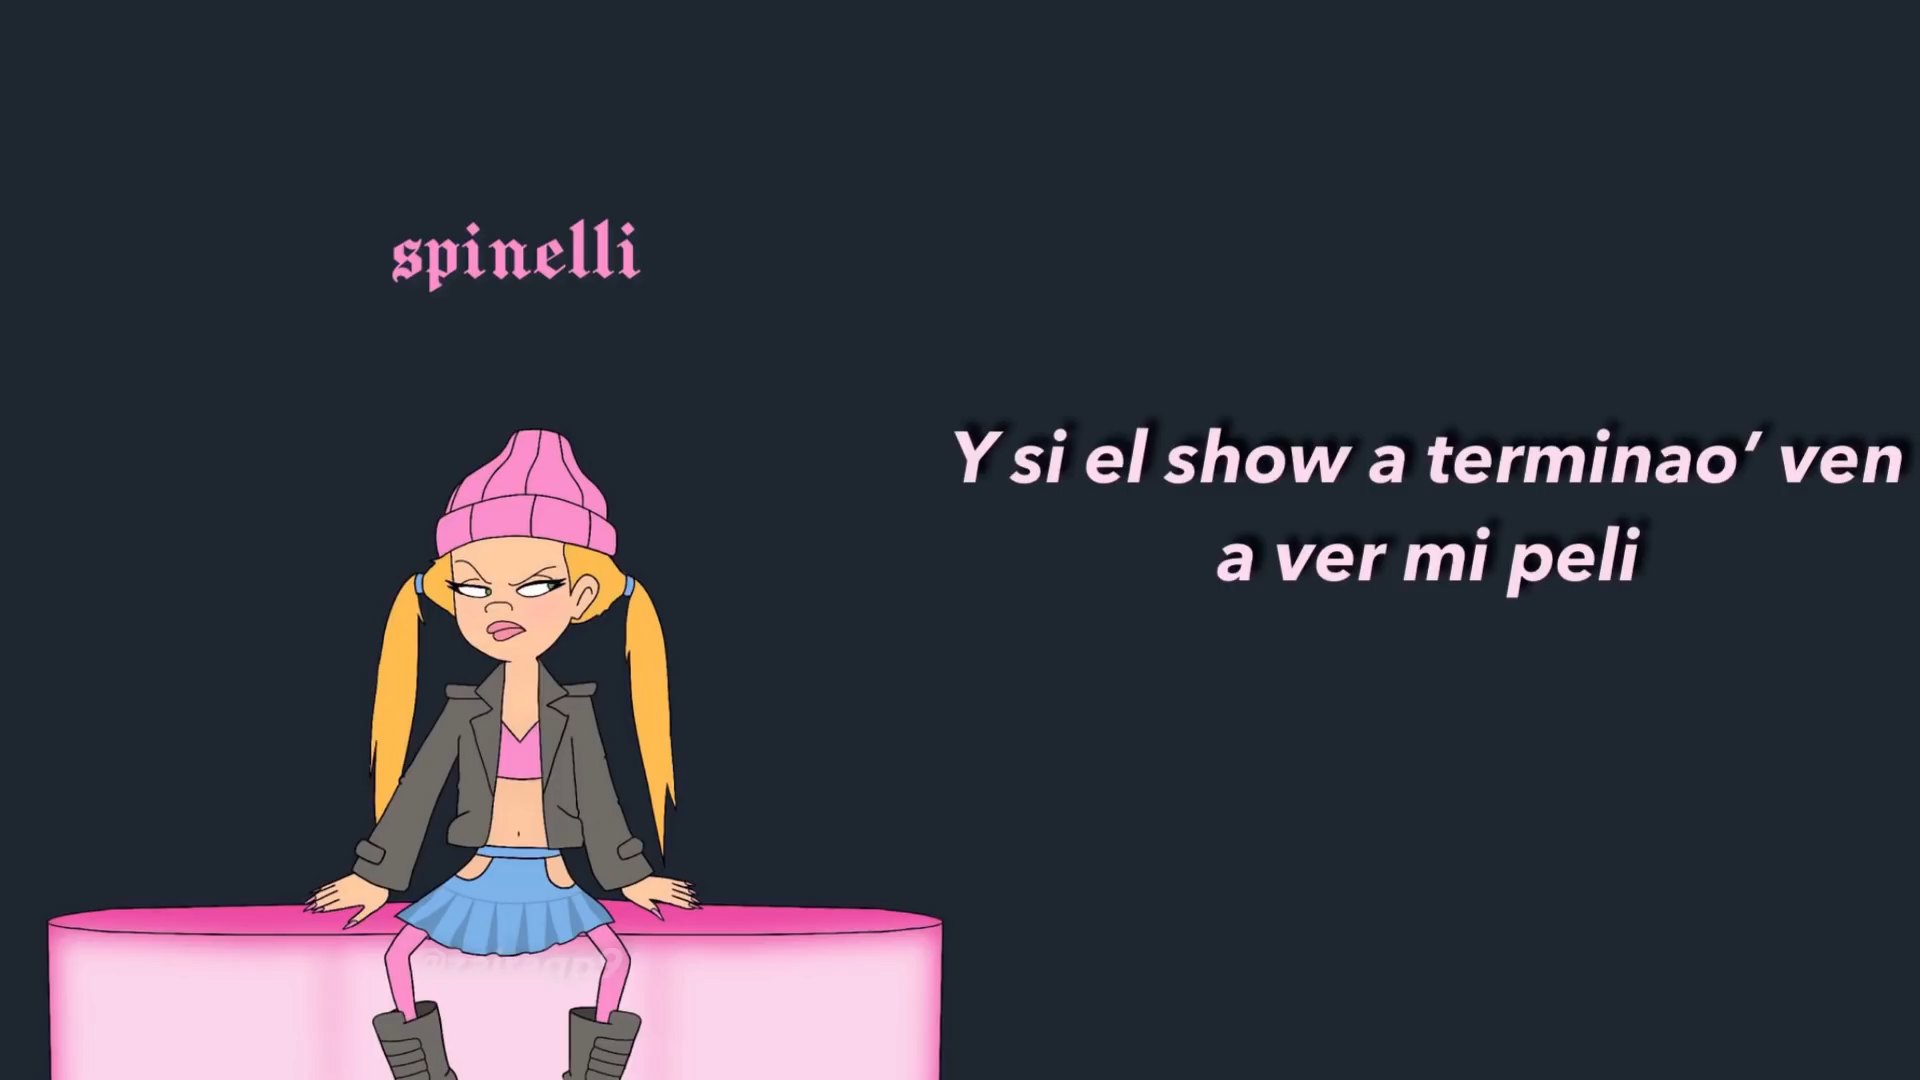 spinelli
Y si el show a terminao’ ven
a ver mi peli